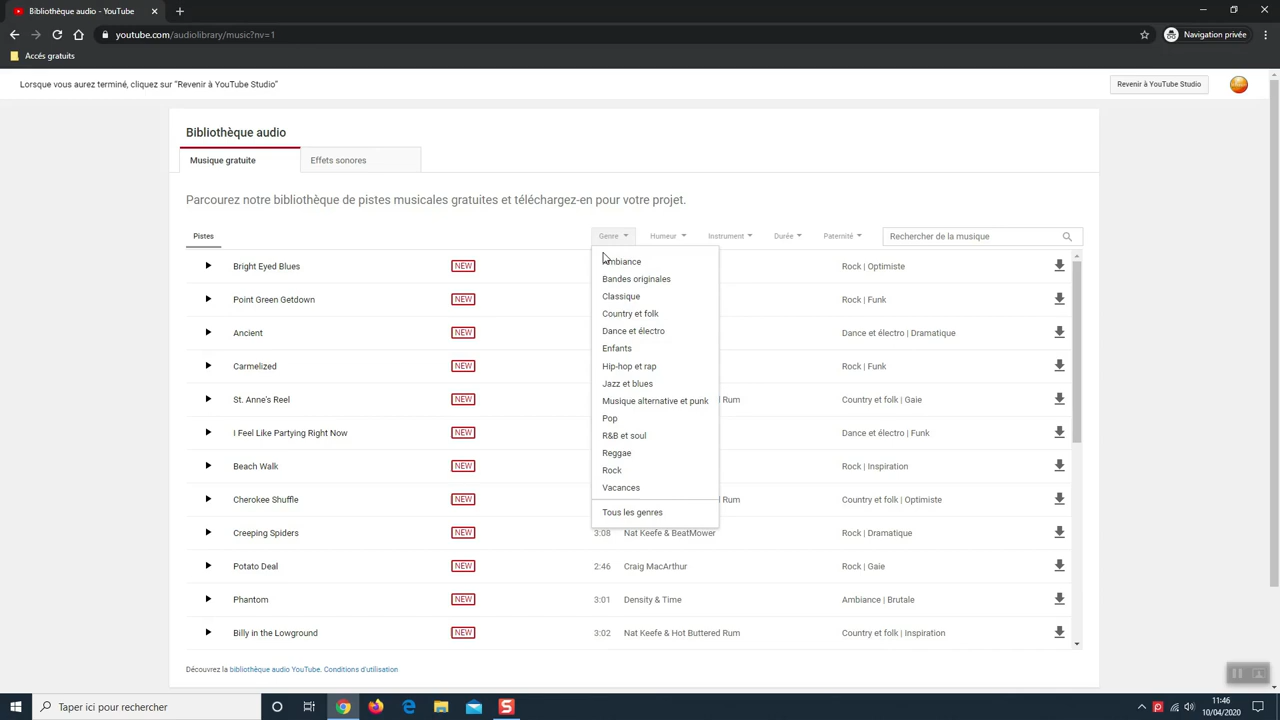 Bibliothèque audio - YouTube
youtube.com/audiolibrary/music?nv=1
Navigation privée
Accés gratuits
Lorsque vous aurez terminé, cliquez sur "Revenir à YouTube Studio"
Revenir à YouTube Studio
Bibliothèque audio
Musique gratuite
Effets sonores
Parcourez notre bibliothèque de pistes musicales gratuites et téléchargez-en pour votre projet.
Pistes
Genre
Humeur
Instrument
Durée
Paternité
Rechercher de la musique
Ambiance
Bandes originales
Classique
Country et folk
Dance et électro
Enfants
Hip-hop et rap
Jazz et blues
Musique alternative et punk
Pop
R&B et soul
Reggae
Rock
Vacances
Tous les genres
Bright Eyed Blues NEW Rock | Optimiste
Point Green Getdown NEW Rock | Funk
Ancient NEW Dance et électro | Dramatique
Carmelized NEW Rock | Funk
St. Anne's Reel NEW Rum Country et folk | Gaie
I Feel Like Partying Right Now NEW Dance et électro | Funk
Beach Walk NEW Rock | Inspiration
Cherokee Shuffle NEW Rum Country et folk | Optimiste
Creeping Spiders NEW 3:08 Nat Keefe & BeatMower Rock | Dramatique
Potato Deal NEW 2:46 Craig MacArthur Rock | Gaie
Phantom NEW 3:01 Density & Time Ambiance | Brutale
Billy in the Lowground NEW 3:02 Nat Keefe & Hot Buttered Rum Country et folk | Inspiration
Découvrez la bibliothèque audio YouTube. Conditions d'utilisation
Taper ici pour rechercher
11:46
10/04/2020